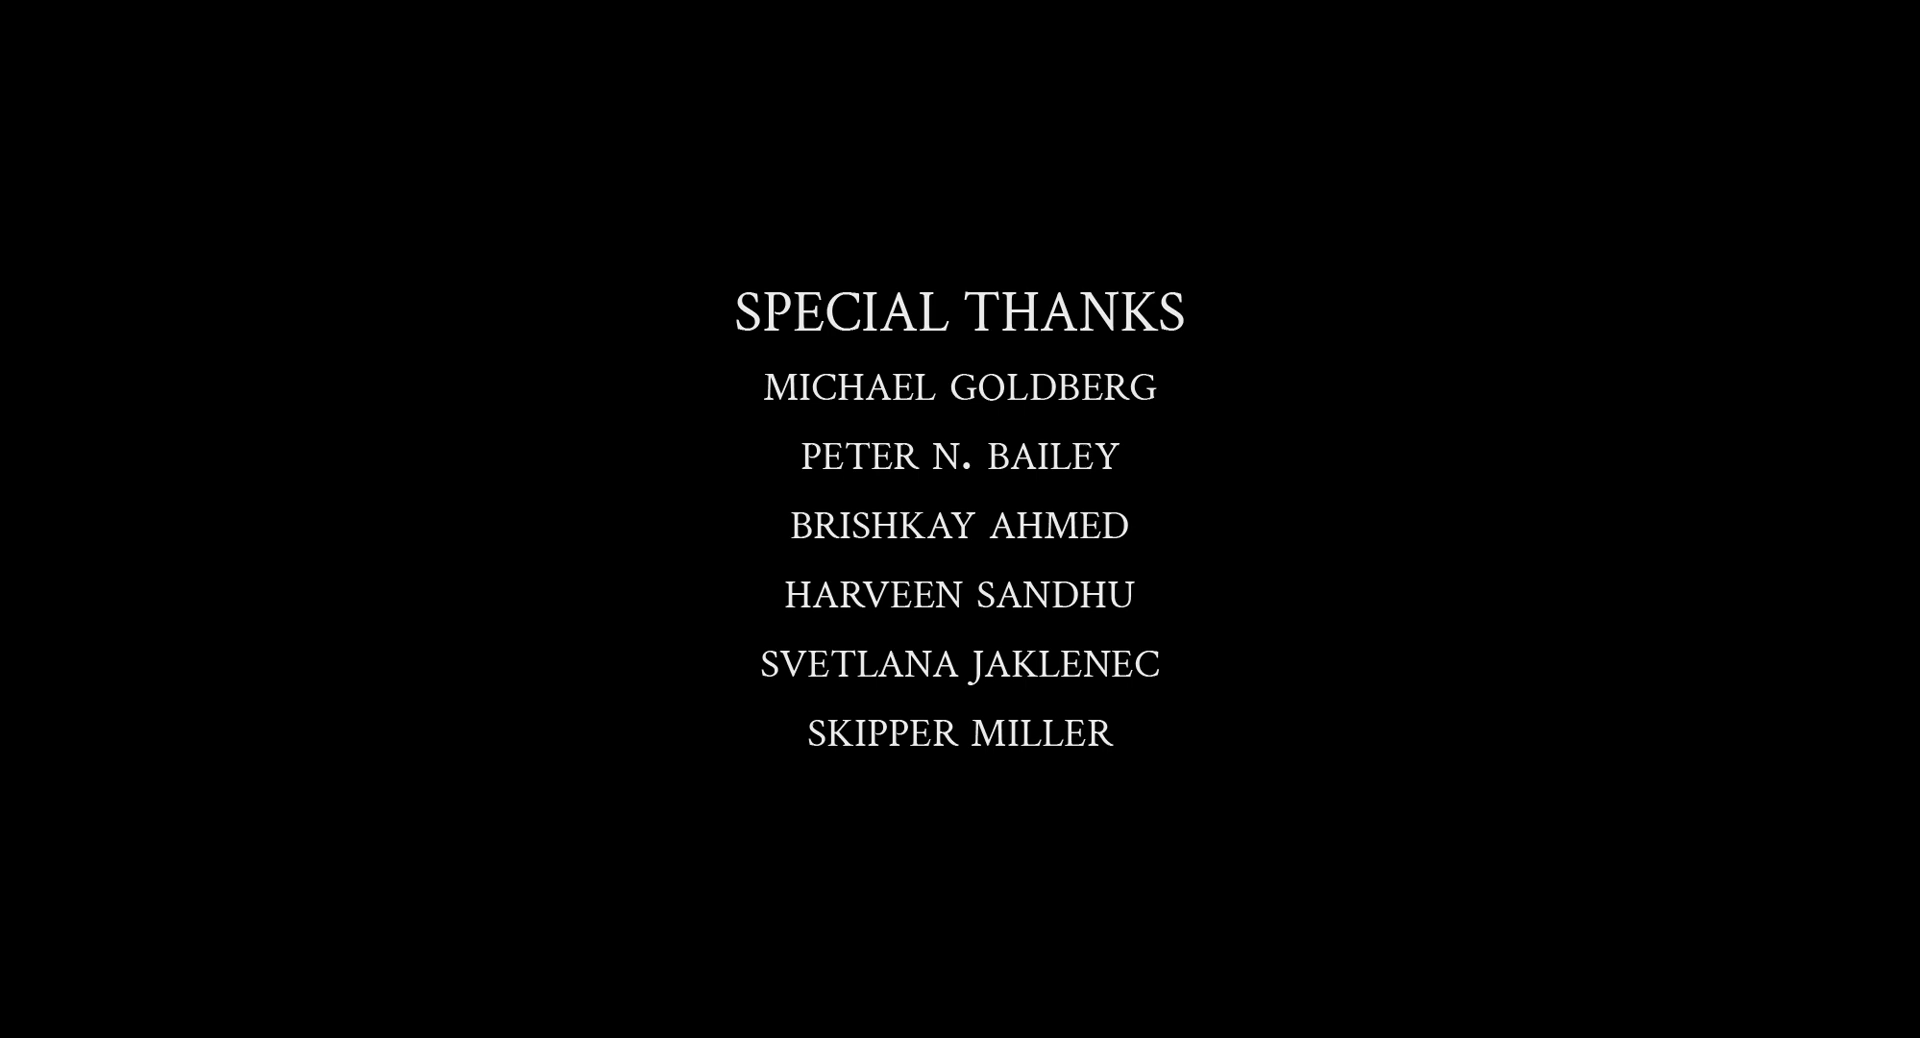 SPECIAL THANKS
MICHAEL GOLDBERG
PETER N. BAILEY
BRISHKAY AHMED
HARVEEN SANDHU
SVETLANA JAKLENEC
SKIPPER MILLER